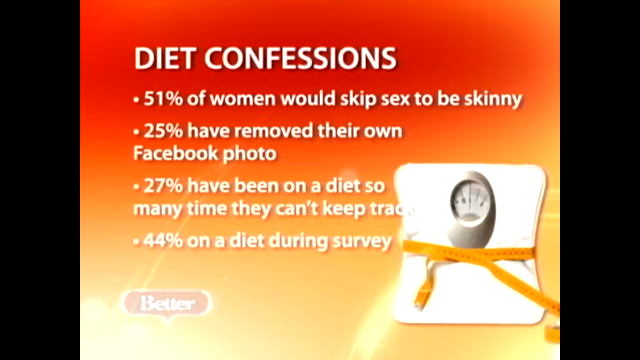 DIET CONFESSIONS
• 51% of women would skip sex to be skinny
• 25% have removed their own
Facebook photo
• 27% have been on a diet so
many time they can't keep trac
• 44% on a diet during survey
Better